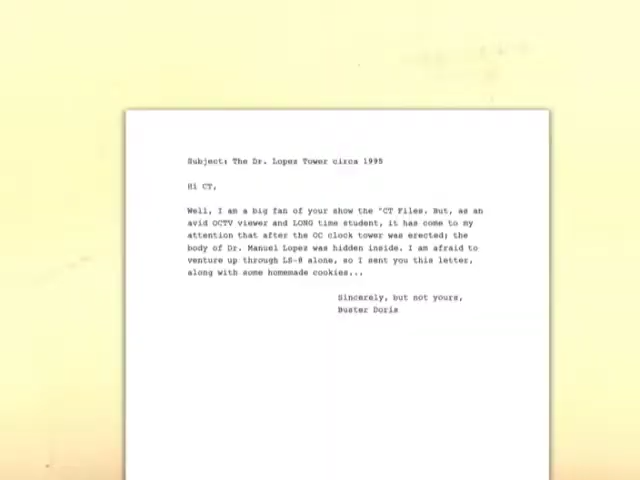 Subject: The Dr. Lopez Tower circa 1995
Hi CT,
Well, I am a big fan of your show the "CT Files. But, as an
avid OCTV viewer and LONG time student, it has come to my
attention that after the OC clock tower was erected; the
body of Dr. Manuel Lopez was hidden inside. I am afraid to
venture up through LS-8 alone, so I sent you this letter,
along with some homemade cookies...
Sincerely, but not yours,
Buster Doris